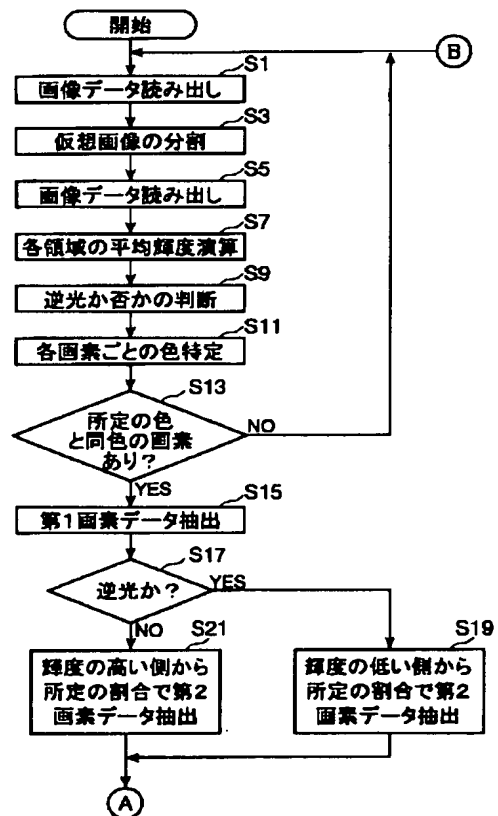 開始
B
S1
画像データ読み出し
S3
仮想画像の分割
S5
画像データ読み出し
S7
各領域の平均輝度演算
S9
逆光か否かの判断
S11
各画素ごとの色特定
S13
所定の色
と同色の画素
あり?
NO
YES
S15
第1画素データ抽出
S17
逆光か?
YES
NO
S21
輝度の高い側から
所定の割合で第2
画素データ抽出
S19
輝度の低い側から
所定の割合で第2
画素データ抽出
A